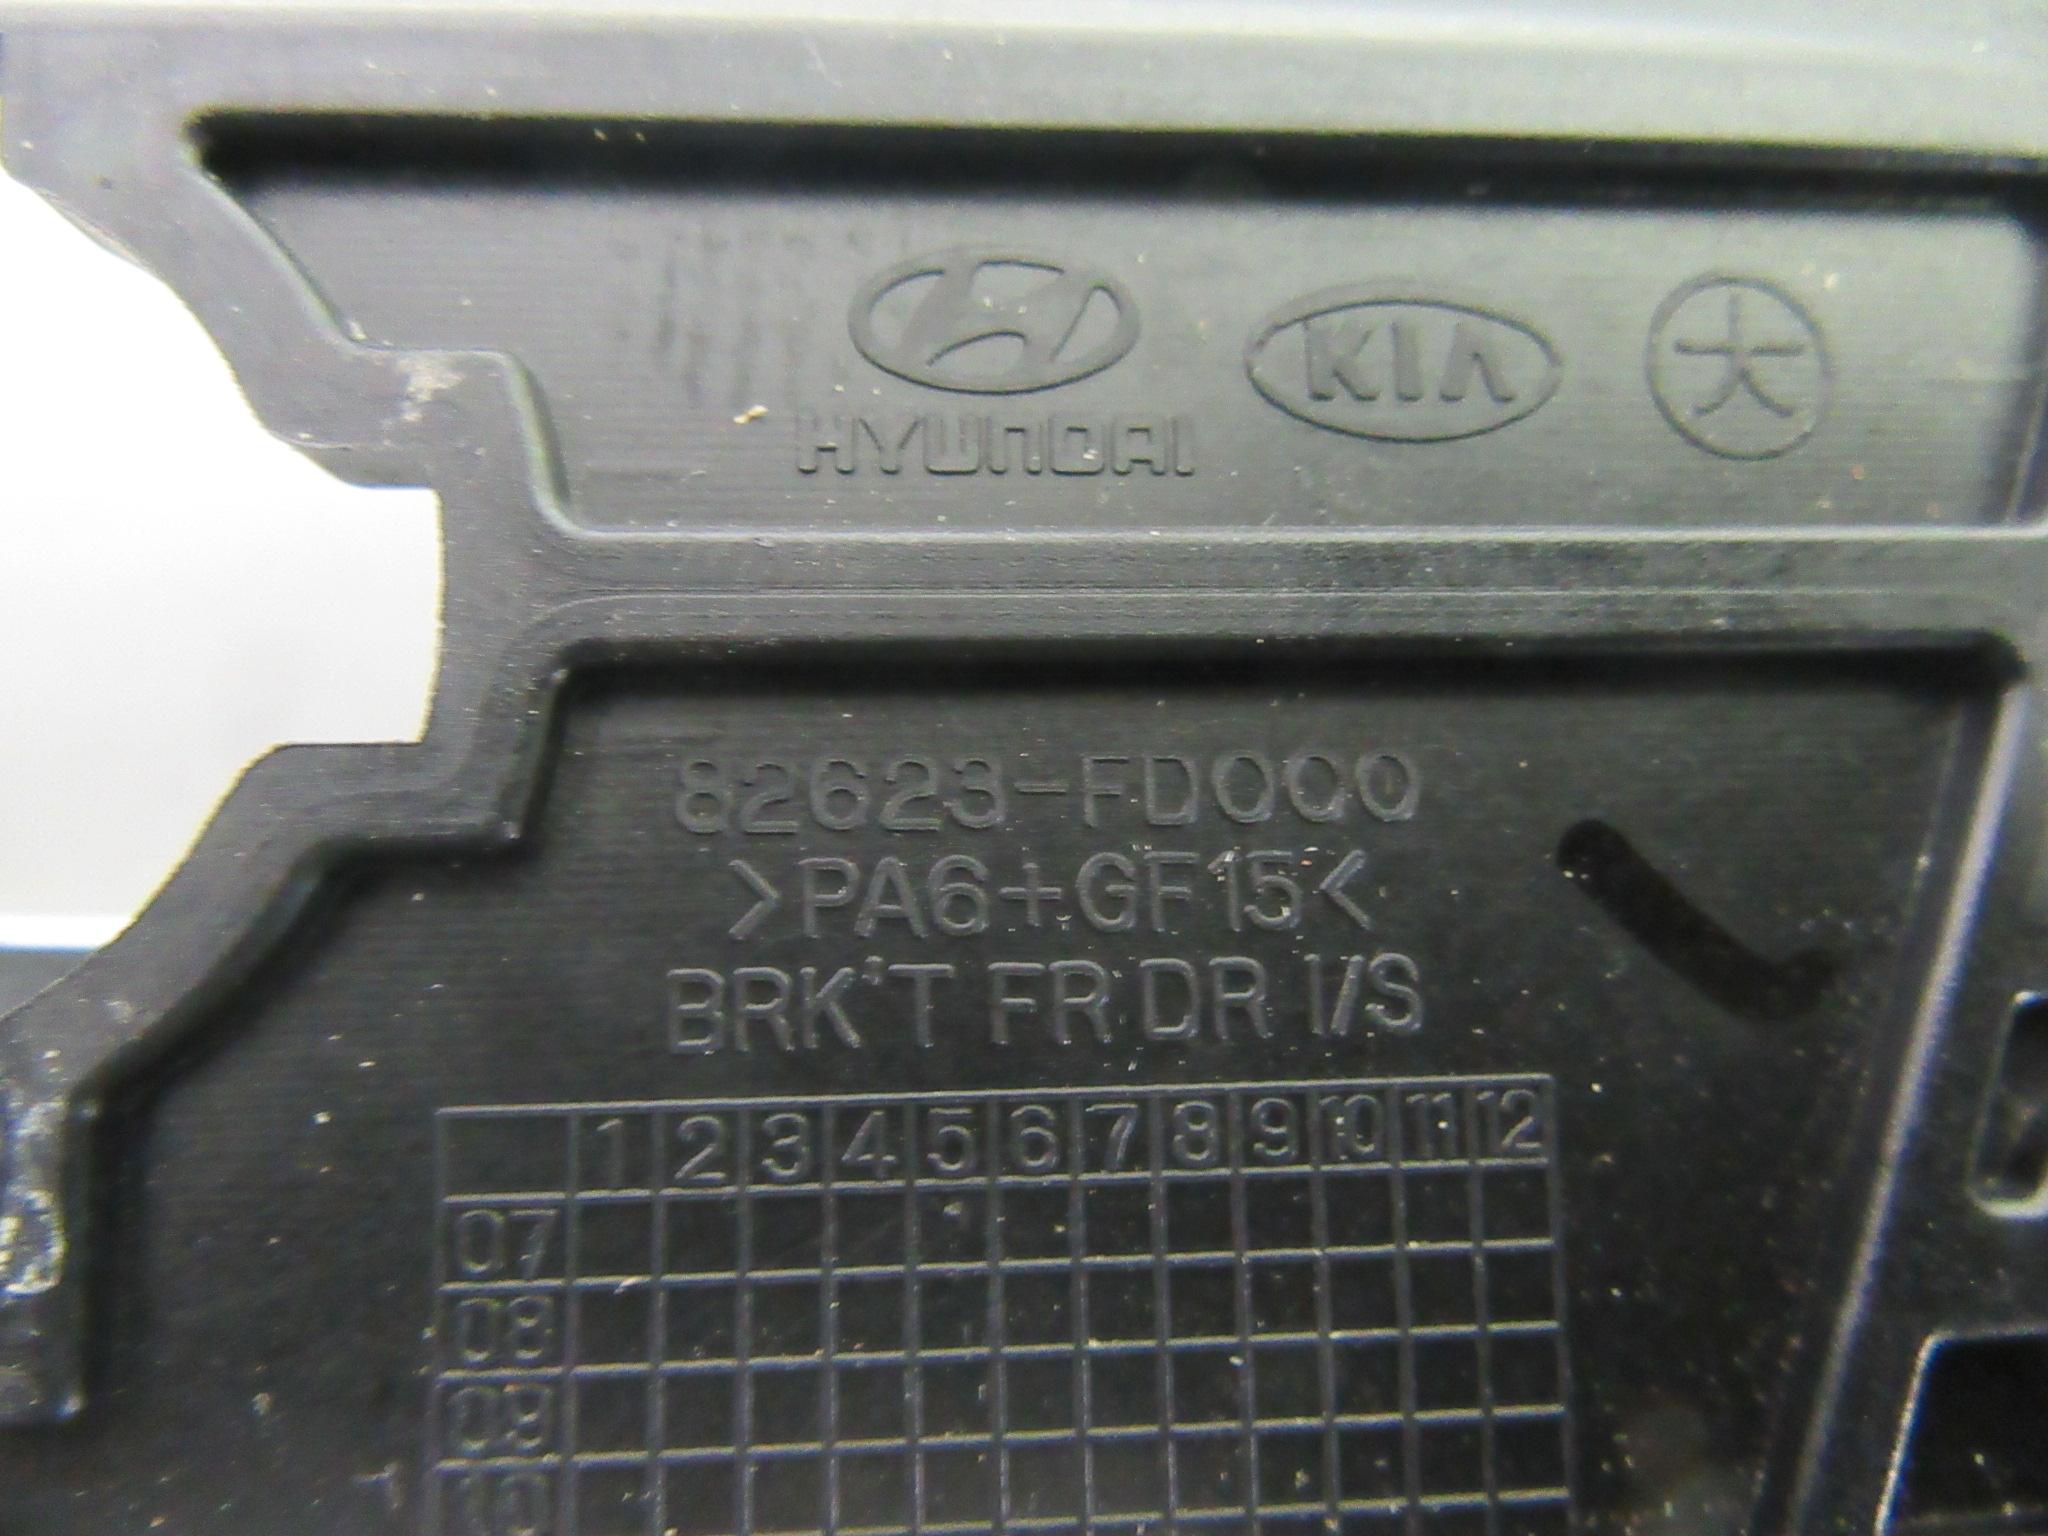 HYUNDAI KIA 大
82623-FD000
>PA6+GF15<
BRK'T FR DR I/S
1 2 3 4 5 6 7 8 9 10 11 12
07
08
09
10